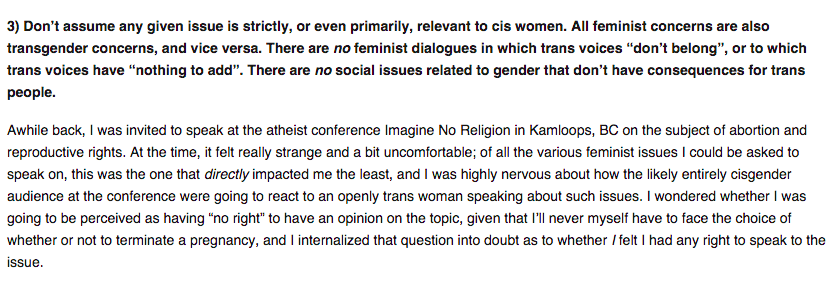 3) Don’t assume any given issue is strictly, or even primarily, relevant to cis women. All feminist concerns are also
transgender concerns, and vice versa. There are no feminist dialogues in which trans voices “don’t belong”, or to which
trans voices have “nothing to add”. There are no social issues related to gender that don’t have consequences for trans
people.
Awhile back, I was invited to speak at the atheist conference Imagine No Religion in Kamloops, BC on the subject of abortion and
reproductive rights. At the time, it felt really strange and a bit uncomfortable; of all the various feminist issues I could be asked to
speak on, this was the one that directly impacted me the least, and I was highly nervous about how the likely entirely cisgender
audience at the conference were going to react to an openly trans woman speaking about such issues. I wondered whether I was
going to be perceived as having “no right” to have an opinion on the topic, given that I’ll never myself have to face the choice of
whether or not to terminate a pregnancy, and I internalized that question into doubt as to whether I felt I had any right to speak to the
issue.